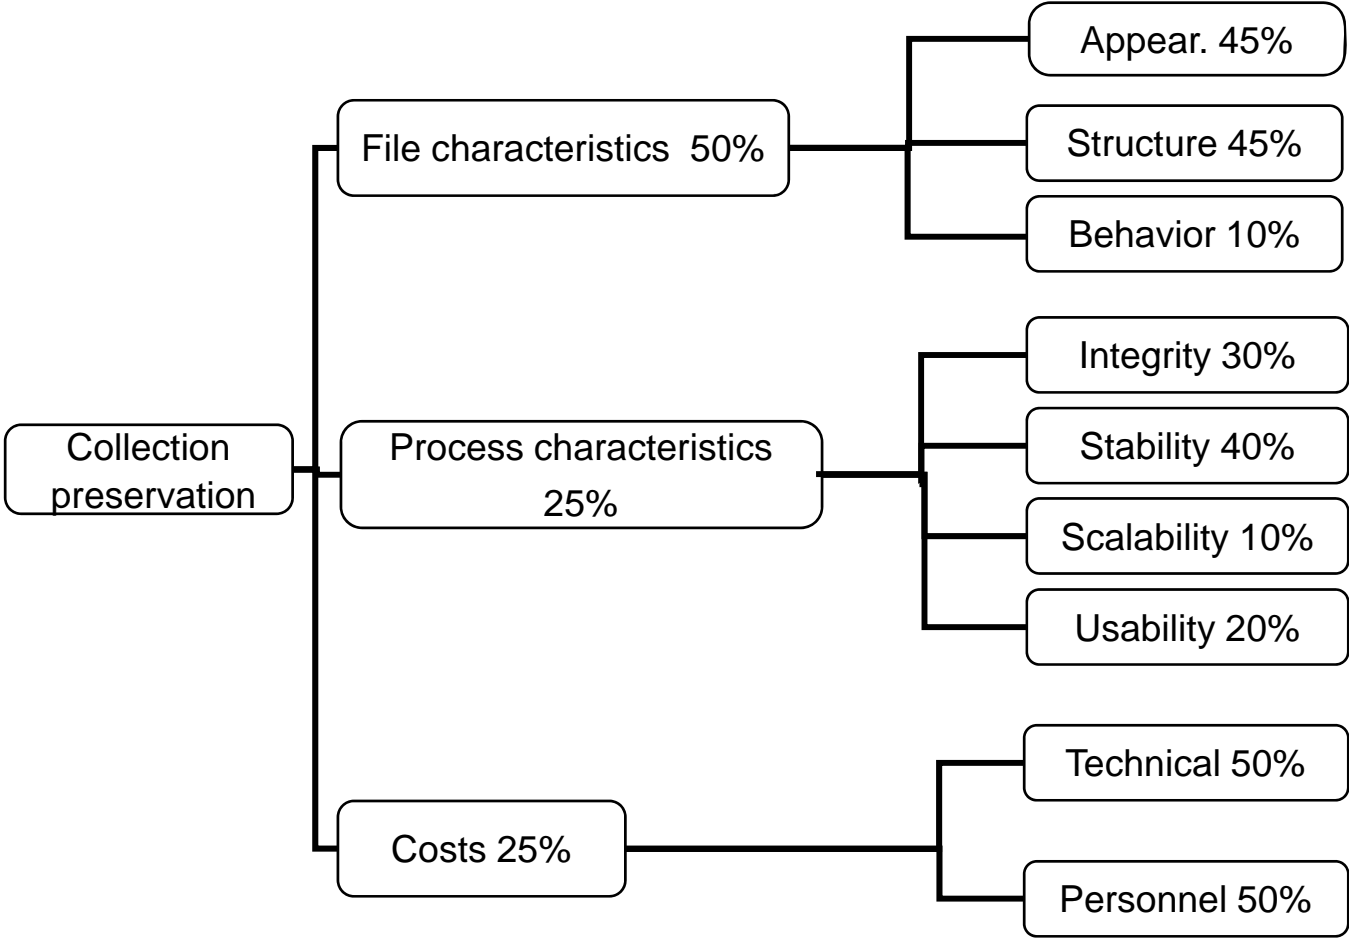 Collection
preservation
File characteristics 50%
Appear. 45%
Structure 45%
Behavior 10%
Process characteristics
25%
Integrity 30%
Stability 40%
Scalability 10%
Usability 20%
Costs 25%
Technical 50%
Personnel 50%